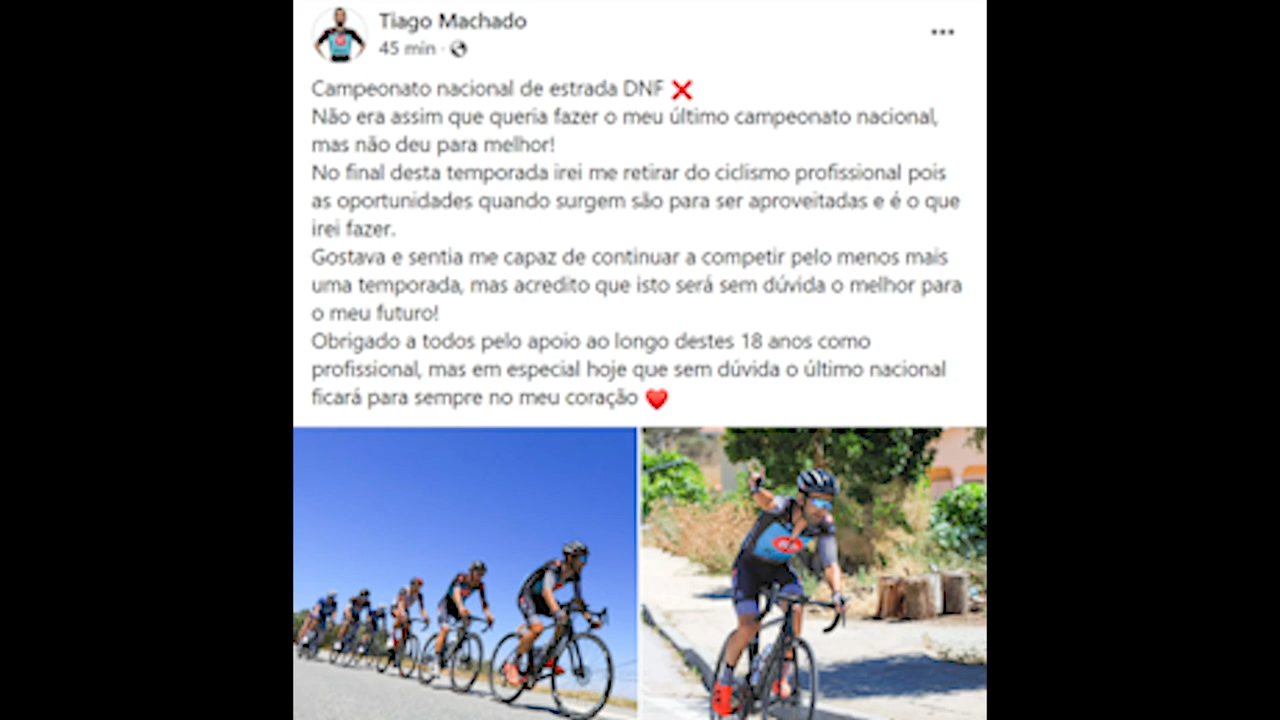 Tiago Machado
45 min ·
Campeonato nacional de estrada DNF ❌
Não era assim que queria fazer o meu último campeonato nacional,
mas não deu para melhor!
No final desta temporada irei me retirar do ciclismo profissional pois
as oportunidades quando surgem são para ser aproveitadas e é o que
irei fazer.
Gostava e sentia me capaz de continuar a competir pelo menos mais
uma temporada, mas acredito que isto será sem dúvida o melhor para
o meu futuro!
Obrigado a todos pelo apoio ao longo destes 18 anos como
profissional, mas em especial hoje que sem dúvida o último nacional
ficará para sempre no meu coração ❤️